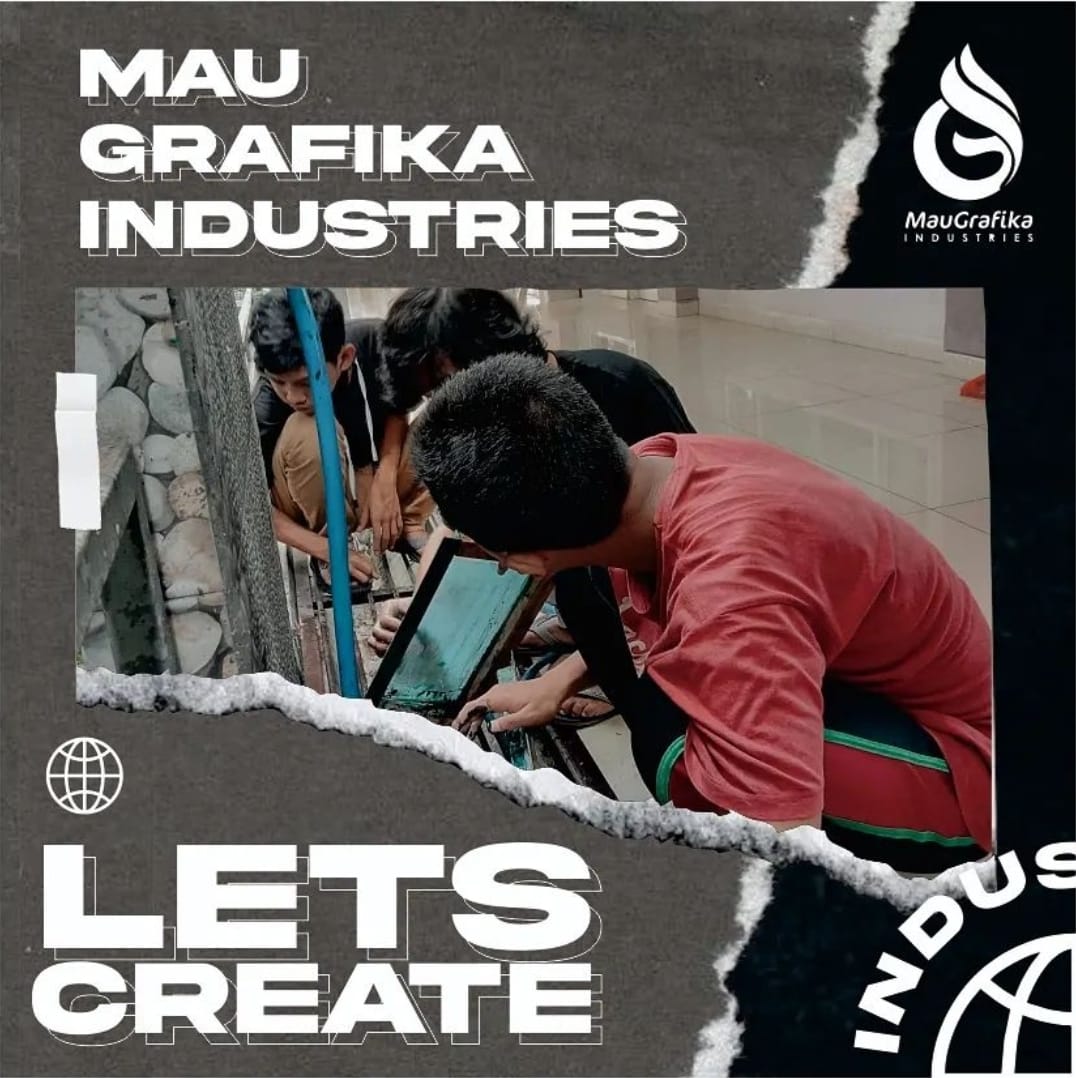 MAU
GRAFIKA
INDUSTRIES
MauGrafika
INDUSTRIES
LETS
CREATE
INDUS